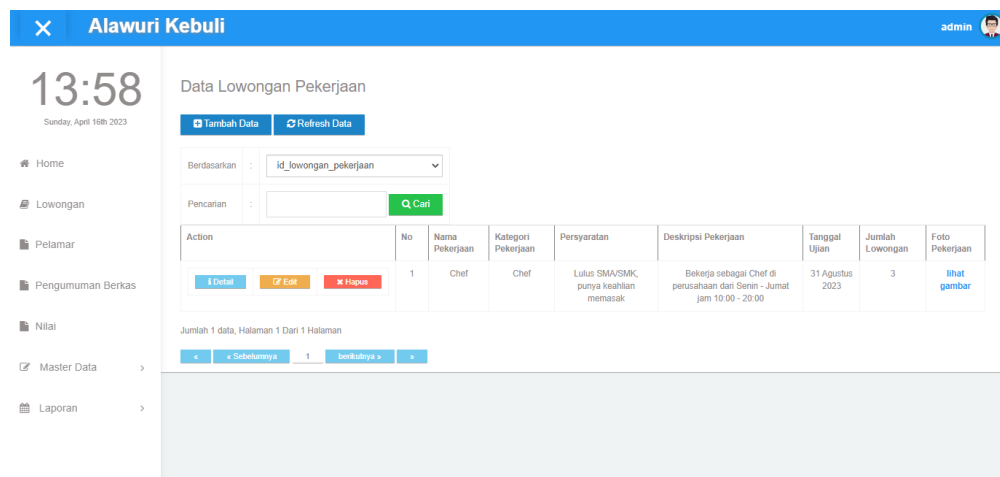 Alawuri Kebuli
admin
13:58
Sunday, April 16th 2023
Home
Lowongan
Pelamar
Pengumuman Berkas
Nilai
Master Data
Laporan
Data Lowongan Pekerjaan
Tambah Data
Refresh Data
Berdasarkan : id_lowongan_pekerjaan
Pencarian : Cari
Action No Nama Pekerjaan Kategori Pekerjaan Persyaratan Deskripsi Pekerjaan Tanggal Ujian Jumlah Lowongan Foto Pekerjaan
Detail Edit Hapus 1 Chef Chef Lulus SMA/SMK, punya keahlian memasak Bekerja sebagai Chef di perusahaan dari Senin - Jumat jam 10:00 - 20:00 31 Agustus 2023 3 lihat gambar
Jumlah 1 data, Halaman 1 Dari 1 Halaman
« « Sebelumnya 1 berikutnya » »